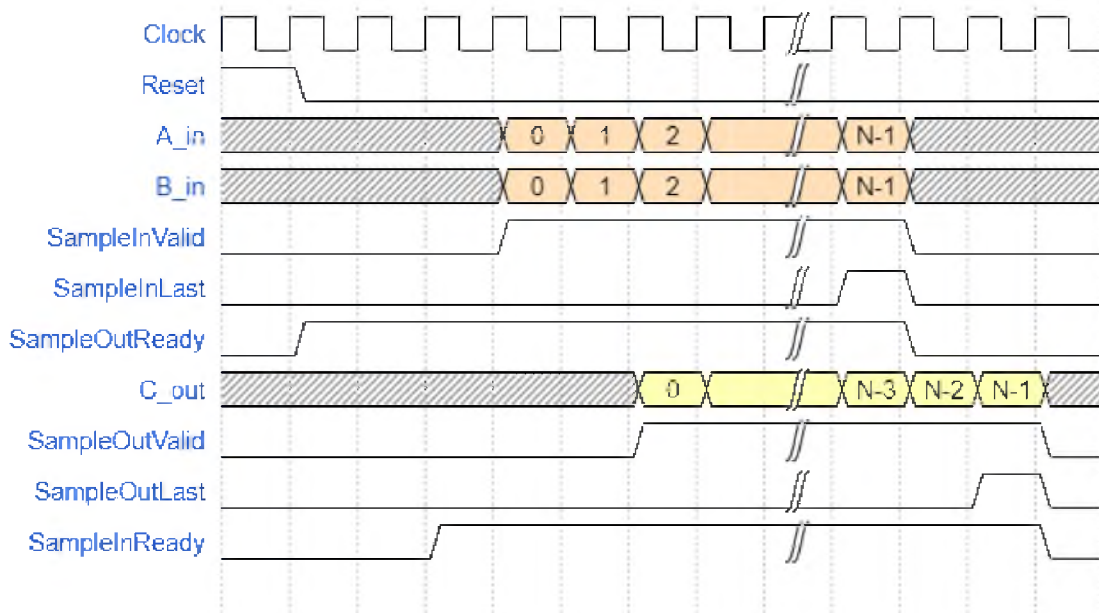 Clock
Reset
A_in 0 1 2 N-1
B_in 0 1 2 N-1
SampleInValid
SampleInLast
SampleOutReady
C_out 0 N-3 N-2 N-1
SampleOutValid
SampleOutLast
SampleInReady